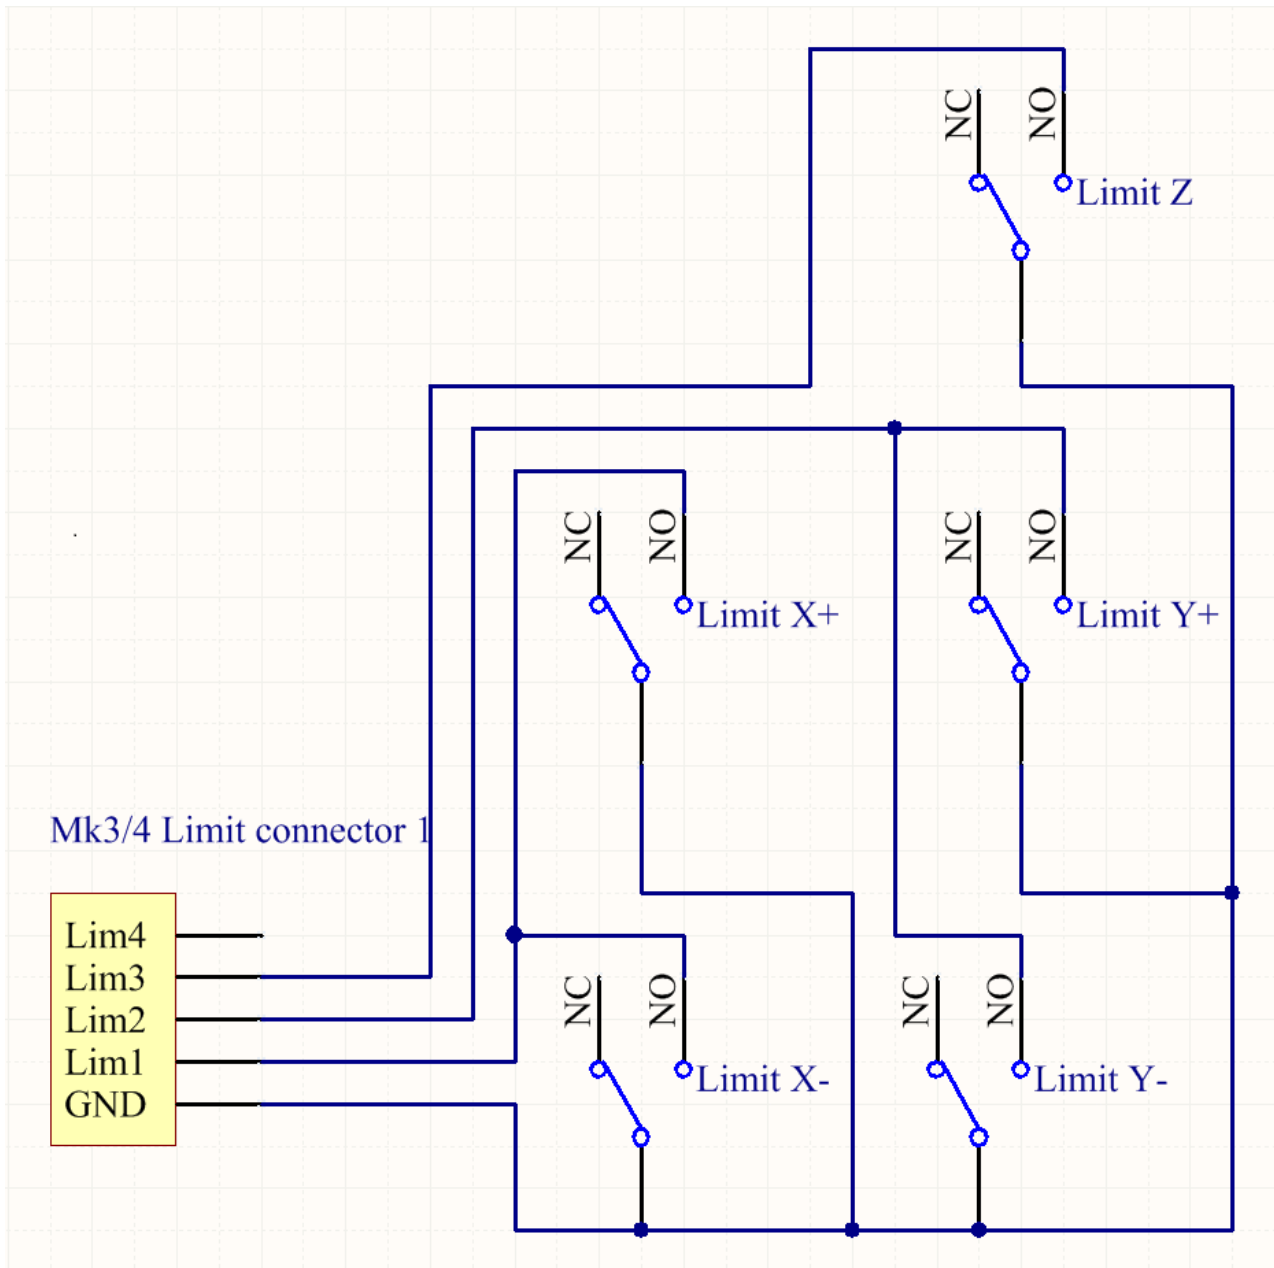 NC
NO
Limit Z
NC
NO
Limit X+
NC
NO
Limit Y+
Mk3/4 Limit connector 1
Lim4
Lim3
Lim2
Lim1
GND
NC
NO
Limit X-
NC
NO
Limit Y-